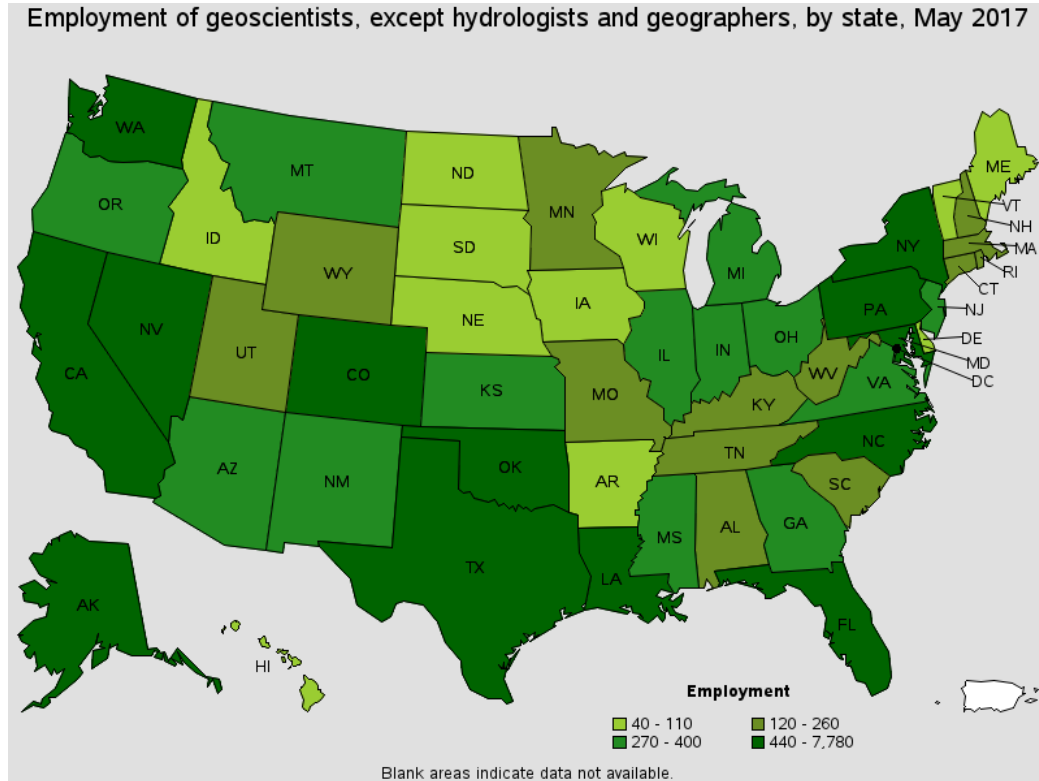 Employment of geoscientists, except hydrologists and geographers, by state, May 2017
WA
MT
ND
ME
OR
MN
VT
ID
SD
WI
NH
NY
MA
WY
MI
RI
CT
IA
NE
PA
NJ
NV
OH
UT
IL
IN
DE
CA
CO
MD
WV
DC
KS
VA
MO
KY
NC
TN
AZ
OK
NM
AR
SC
MS
AL
GA
TX
LA
AK
FL
HI
Employment
40 - 110 120 - 260
270 - 400 440 - 7,780
Blank areas indicate data not available.